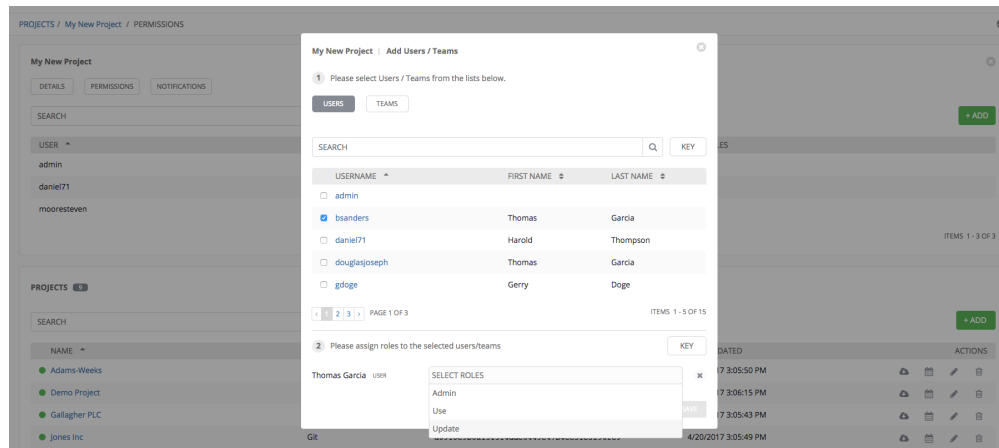 PROJECTS / My New Project / PERMISSIONS
My New Project
DETAILS PERMISSIONS NOTIFICATIONS
SEARCH
+ ADD
USER
admin
daniel71
mooresteven
ITEMS 1 - 3 OF 3
PROJECTS 9
SEARCH
+ ADD
NAME ACTIONS
Adams-Weeks 3:05:50 PM
Demo Project 3:06:15 PM
Gallagher PLC 3:05:43 PM
Jones Inc Git 4/20/2017 3:05:49 PM
My New Project | Add Users / Teams
1 Please select Users / Teams from the lists below.
USERS TEAMS
SEARCH KEY
USERNAME FIRST NAME LAST NAME
admin
bsanders Thomas Garcia
daniel71 Harold Thompson
douglasjoseph Thomas Garcia
gdoge Gerry Doge
< 1 2 3 > PAGE 1 OF 3 ITEMS 1 - 5 OF 15
2 Please assign roles to the selected users/teams KEY
Thomas Garcia USER SELECT ROLES
Admin
Use
Update